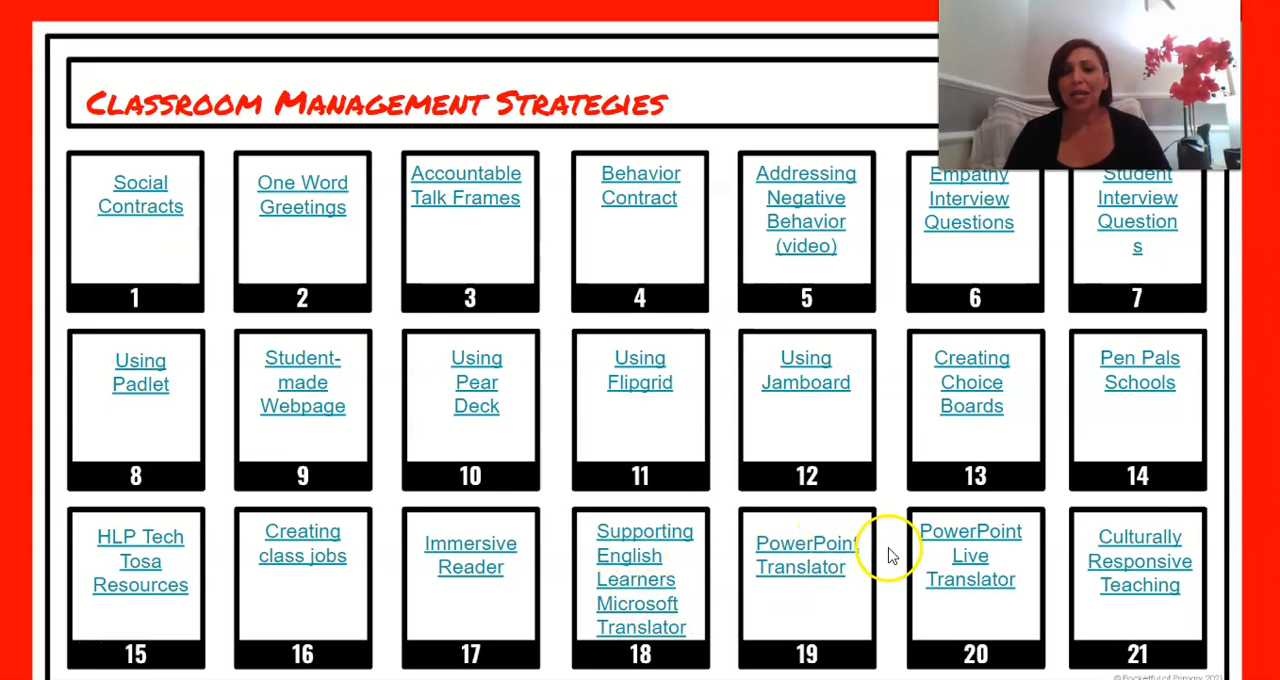 Classroom Management Strategies
Social
Contracts
1
One Word
Greetings
2
Accountable
Talk Frames
3
Behavior
Contract
4
Addressing
Negative
Behavior
(video)
5
Empathy
Interview
Questions
6
Student
Interview
Question
s
7
Using
Padlet
8
Student-
made
Webpage
9
Using
Pear
Deck
10
Using
Flipgrid
11
Using
Jamboard
12
Creating
Choice
Boards
13
Pen Pals
Schools
14
HLP Tech
Tosa
Resources
15
Creating
class jobs
16
Immersive
Reader
17
Supporting
English
Learners
Microsoft
Translator
18
PowerPoint
Translator
19
PowerPoint
Live
Translator
20
Culturally
Responsive
Teaching
21
© Pocketful of Primary 2021